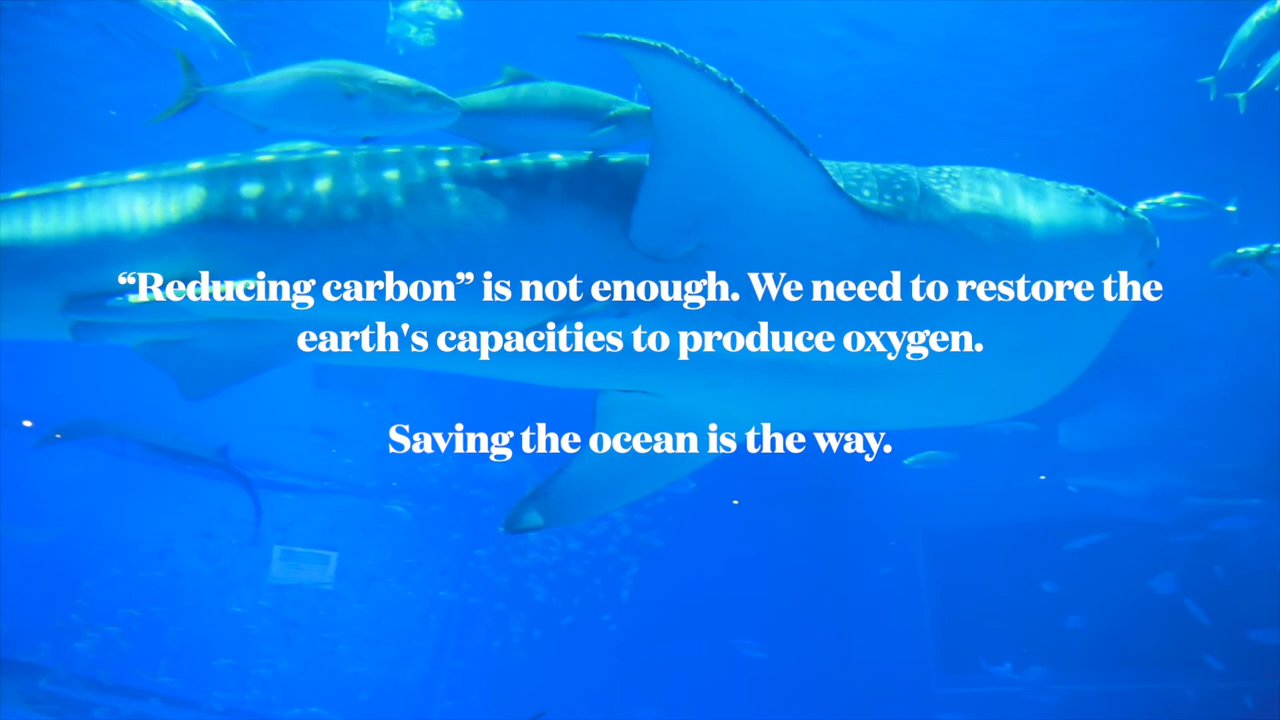 “Reducing carbon” is not enough. We need to restore the
earth's capacities to produce oxygen.
Saving the ocean is the way.